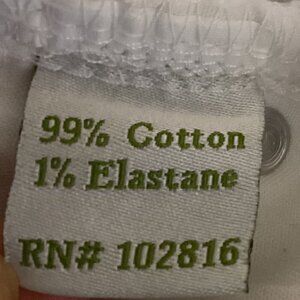 99% Cotton
1% Elastane
RN# 102816